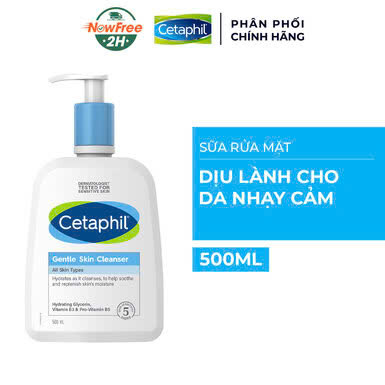 NowFree
2H
Cetaphil
PHÂN PHỐI
CHÍNH HÃNG
SỮA RỬA MẶT
DỊU LÀNH CHO
DA NHẠY CẢM
500ML
DERMATOLOGIST
TESTED FOR
SENSITIVE SKIN
Cetaphil
Gentle Skin Cleanser
All Skin Types
Hydrates as it cleanses, to help soothe
and replenish skin's moisture
Hydrating Glycerin,
Vitamin B3 & Pro-Vitamin B5
5
500 mL